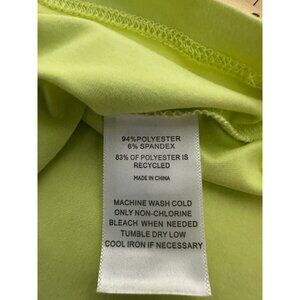 94%POLYESTER
6% SPANDEX
83% OF POLYESTER IS
RECYCLED
MADE IN CHINA
MACHINE WASH COLD
ONLY NON-CHLORINE
BLEACH WHEN NEEDED
TUMBLE DRY LOW
COOL IRON IF NECESSARY